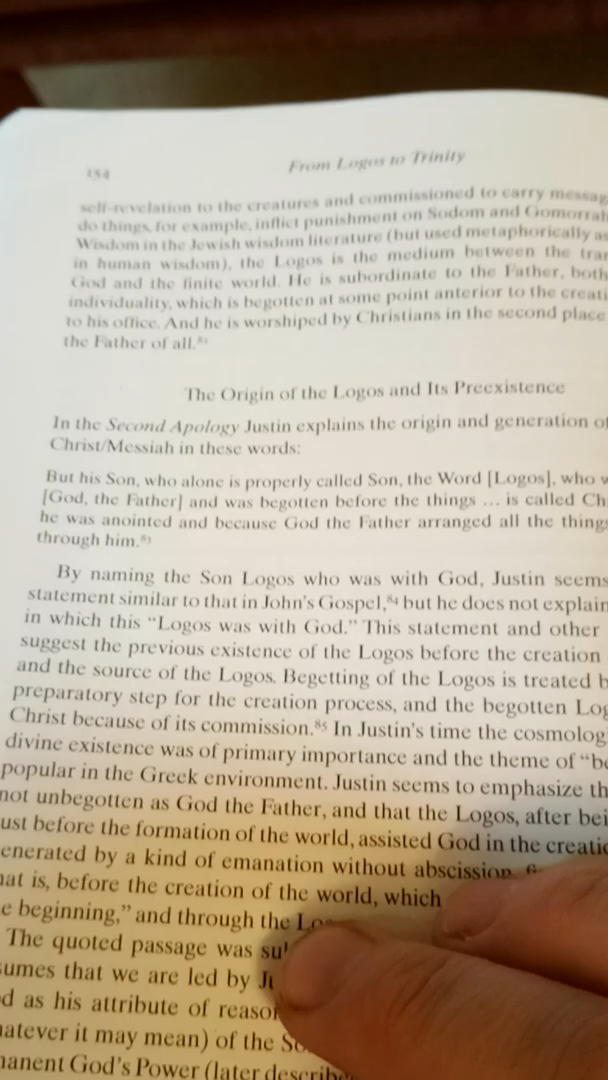 154 From Logos to Trinity
self-revelation to the creatures and commissioned to carry messag
do things, for example, inflict punishment on Sodom and Gomorrah
Wisdom in the Jewish wisdom literature (but used metaphorically as
in human wisdom), the Logos is the medium between the tran
God and the finite world. He is subordinate to the Father, both
individuality, which is begotten at some point anterior to the creati
to his office. And he is worshiped by Christians in the second place
the Father of all.
The Origin of the Logos and Its Preexistence
In the Second Apology Justin explains the origin and generation of
Christ/Messiah in these words:
But his Son, who alone is properly called Son, the Word [Logos], who w
[God, the Father] and was begotten before the things ... is called Ch
he was anointed and because God the Father arranged all the thing
through him.⁸³
By naming the Son Logos who was with God, Justin seems
statement similar to that in John's Gospel,⁸⁴ but he does not explain
in which this “Logos was with God.” This statement and other
suggest the previous existence of the Logos before the creation
and the source of the Logos. Begetting of the Logos is treated b
preparatory step for the creation process, and the begotten Log
Christ because of its commission.⁸⁵ In Justin's time the cosmolog
divine existence was of primary importance and the theme of “be
popular in the Greek environment. Justin seems to emphasize th
not unbegotten as God the Father, and that the Logos, after bei
ust before the formation of the world, assisted God in the creatio
enerated by a kind of emanation without abscission
hat is, before the creation of the world, which
e beginning,” and through the Lo
The quoted passage was su
umes that we are led by Ju
d as his attribute of reaso
hatever it may mean) of the So
manent God's Power (later describ